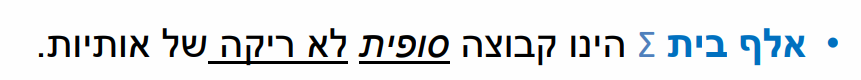 • אלף בית Σ הינו קבוצה סופית לא ריקה של אותיות.